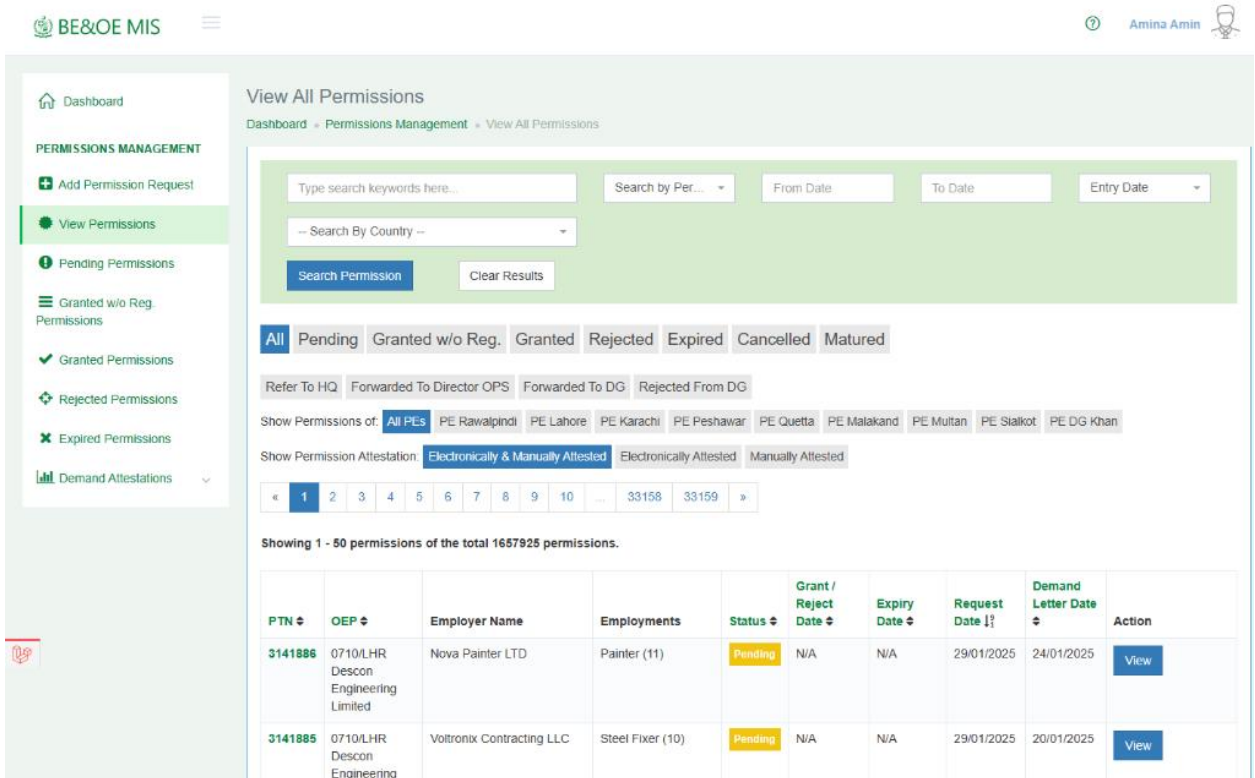 BE&OE MIS
Amina Amin
Dashboard
PERMISSIONS MANAGEMENT
Add Permission Request
View Permissions
Pending Permissions
Granted w/o Reg.
Permissions
Granted Permissions
Rejected Permissions
Expired Permissions
Demand Attestations
View All Permissions
Dashboard » Permissions Management » View All Permissions
Type search keywords here... Search by Per... From Date To Date Entry Date
-- Search By Country --
Search Permission Clear Results
All Pending Granted w/o Reg. Granted Rejected Expired Cancelled Matured
Refer To HQ Forwarded To Director OPS Forwarded To DG Rejected From DG
Show Permissions of: All PEs PE Rawalpindi PE Lahore PE Karachi PE Peshawar PE Quetta PE Malakand PE Multan PE Sialkot PE DG Khan
Show Permission Attestation: Electronically & Manually Attested Electronically Attested Manually Attested
« 1 2 3 4 5 6 7 8 9 10 ... 33158 33159 »
Showing 1 - 50 permissions of the total 1657925 permissions.
PTN OEP Employer Name Employments Status Grant / Reject Date Expiry Date Request Date Demand Letter Date Action
3141886 0710/LHR Nova Painter LTD Painter (11) Pending N/A N/A 29/01/2025 24/01/2025 View
Descon
Engineering
Limited
3141885 0710/LHR Voltronix Contracting LLC Steel Fixer (10) Pending N/A N/A 29/01/2025 20/01/2025 View
Descon
Engineering